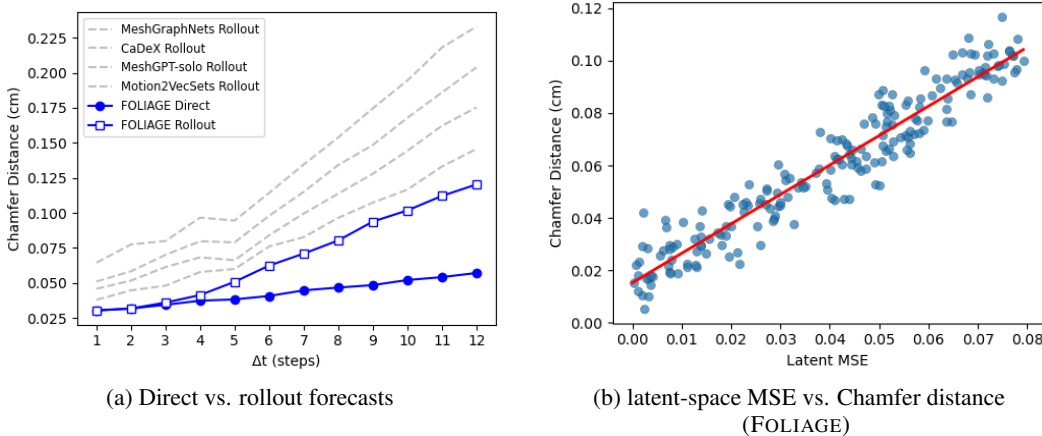 0.225
0.200
0.175
0.150
0.125
0.100
0.075
0.050
0.025
Chamfer Distance (cm)
MeshGraphNets Rollout
CaDeX Rollout
MeshGPT-solo Rollout
Motion2VecSets Rollout
FOLIAGE Direct
FOLIAGE Rollout
1 2 3 4 5 6 7 8 9 10 11 12
Δt (steps)
(a) Direct vs. rollout forecasts
0.12
0.10
0.08
0.06
0.04
0.02
0.00
Chamfer Distance (cm)
0.00 0.01 0.02 0.03 0.04 0.05 0.06 0.07 0.08
Latent MSE
(b) latent-space MSE vs. Chamfer distance
(FOLIAGE)